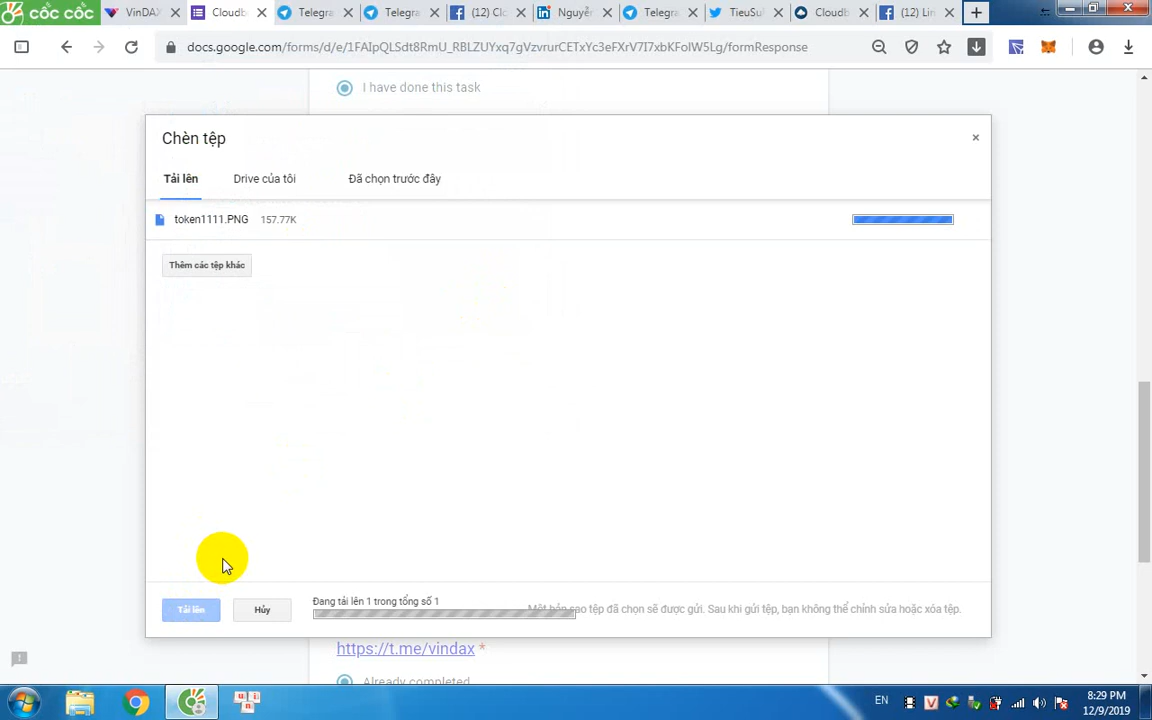 cốc cốc
VinDAX
Cloudb
Telegra
Telegra
(12) Cl
Nguyễn
Telegra
TieuSu
Cloudb
(12) Lin
docs.google.com/forms/d/e/1FAIpQLSdt8RmU_RBLZUYxq7gVzvrurCETxYc3eFXrV7I7xbKFolW5Lg/formResponse
I have done this task
Chèn tệp
Tải lên
Drive của tôi
Đã chọn trước đây
token1111.PNG
157.77K
Thêm các tệp khác
Tải lên
Hủy
Đang tải lên 1 trong tổng số 1
Một bản sao tệp đã chọn sẽ được gửi. Sau khi gửi tệp, bạn không thể chỉnh sửa hoặc xóa tệp.
https://t.me/vindax *
Already completed
EN
8:29 PM
12/9/2019